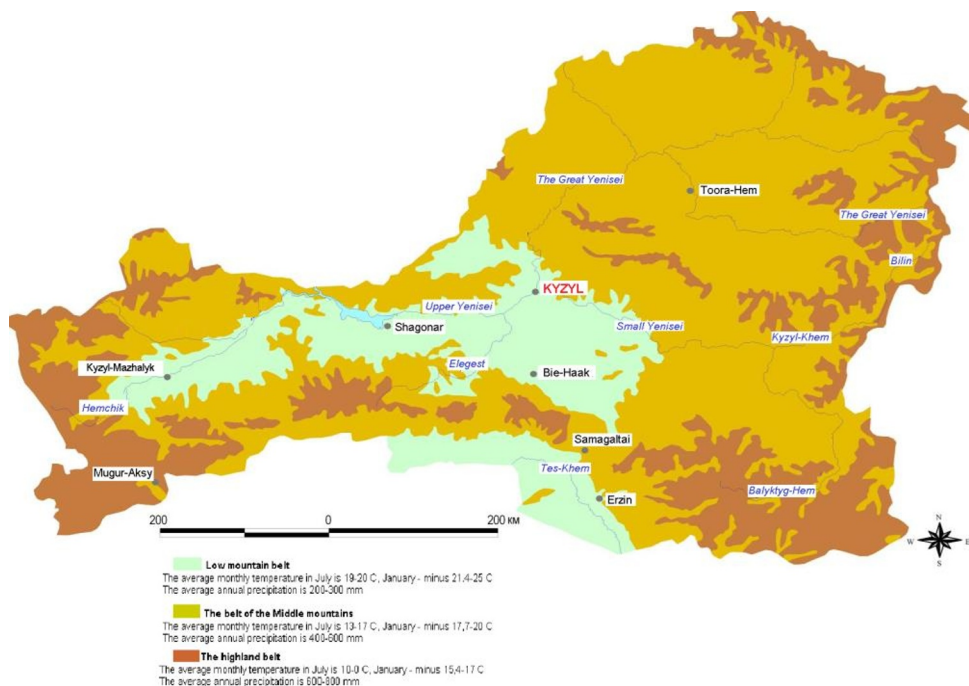 The Great Yenisei
Toora-Hem
The Great Yenisei
Bilin
KYZYL
Upper Yenisei
Shagonar
Small Yenisei
Kyzyl-Khem
Kyzyl-Mazhalyk
Elegest
Bie-Haak
Hemchik
Samagaltai
Mugur-Aksy
Tes-Khem
Balyktyg-Hem
Erzin
200 0 200 KM
N
W E
S
Low mountain belt
The average monthly temperature in July is 19-20 C, January - minus 21,4-25 C
The average annual precipitation is 200-300 mm
The belt of the Middle mountains
The average monthly temperature in July is 13-17 C, January - minus 17,7-20 C
The average annual precipitation is 400-600 mm
The highland belt
The average monthly temperature in July is 10-0 C, January - minus 15,4-17 C
The average annual precipitation is 600-800 mm